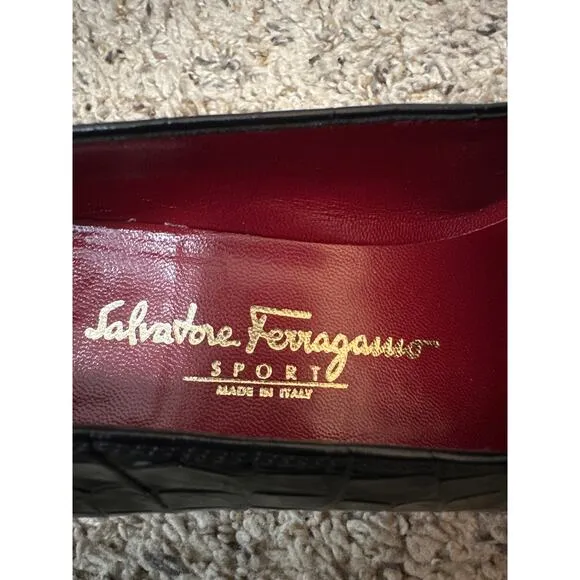 Salvatore Ferragamo
SPORT
MADE IN ITALY